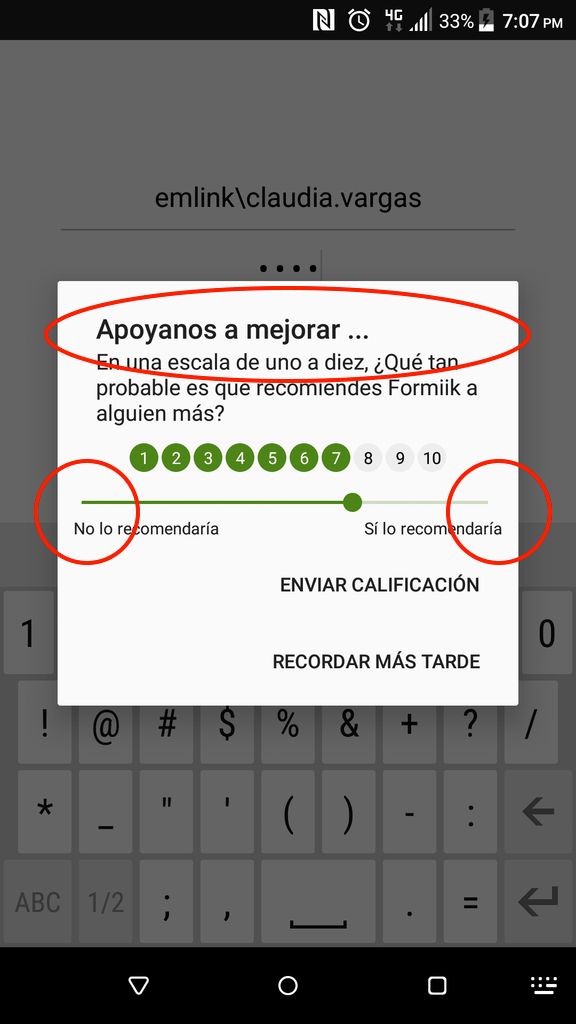 4G 33% 7:07 PM
emlink\claudia.vargas
••••
Apoyanos a mejorar ...
En una escala de uno a diez, ¿Qué tan
probable es que recomiendes Formiik a
alguien más?
1 2 3 4 5 6 7 8 9 10
No lo recomendaría Sí lo recomendaría
ENVIAR CALIFICACIÓN
RECORDAR MÁS TARDE
1 0
! @ # $ % & + ? /
* _ " ' ( ) - :
ABC 1/2 ; , . =